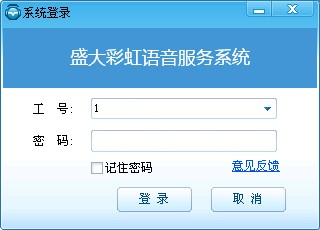 系统登录
盛大彩虹语音服务系统
工 号: 1
密 码:
记住密码 意见反馈
登 录 取 消